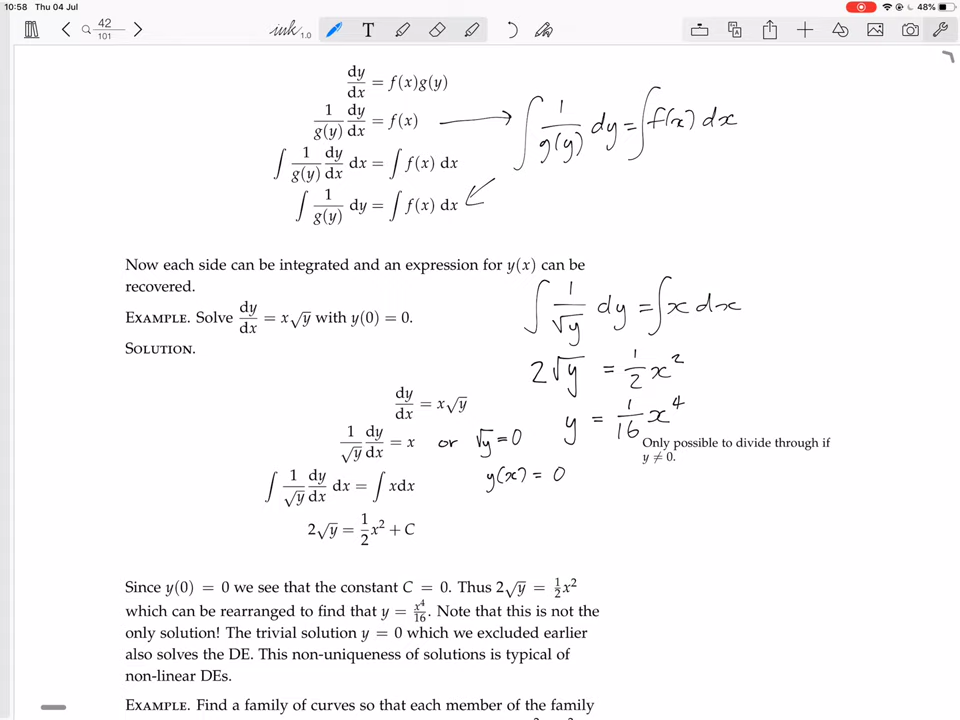 10:58 Thu 04 Jul
48%
42
101
ink 1.0
T
dy/dx = f(x)g(y)
1/g(y) dy/dx = f(x)
∫ 1/g(y) dy = ∫ f(x) dx
∫ 1/g(y) dy/dx dx = ∫ f(x) dx
∫ 1/g(y) dy = ∫ f(x) dx
Now each side can be integrated and an expression for y(x) can be
recovered.
EXAMPLE. Solve dy/dx = x√y with y(0) = 0.
SOLUTION.
∫ 1/√y dy = ∫ x dx
2√y = 1/2 x²
y = 1/16 x⁴
dy/dx = x√y
1/√y dy/dx = x or √y = 0
y(x) = 0
Only possible to divide through if
y ≠ 0.
∫ 1/√y dy/dx dx = ∫ xdx
2√y = 1/2 x² + C
Since y(0) = 0 we see that the constant C = 0. Thus 2√y = ½x²
which can be rearranged to find that y = x⁴/16. Note that this is not the
only solution! The trivial solution y = 0 which we excluded earlier
also solves the DE. This non-uniqueness of solutions is typical of
non-linear DEs.
EXAMPLE. Find a family of curves so that each member of the family